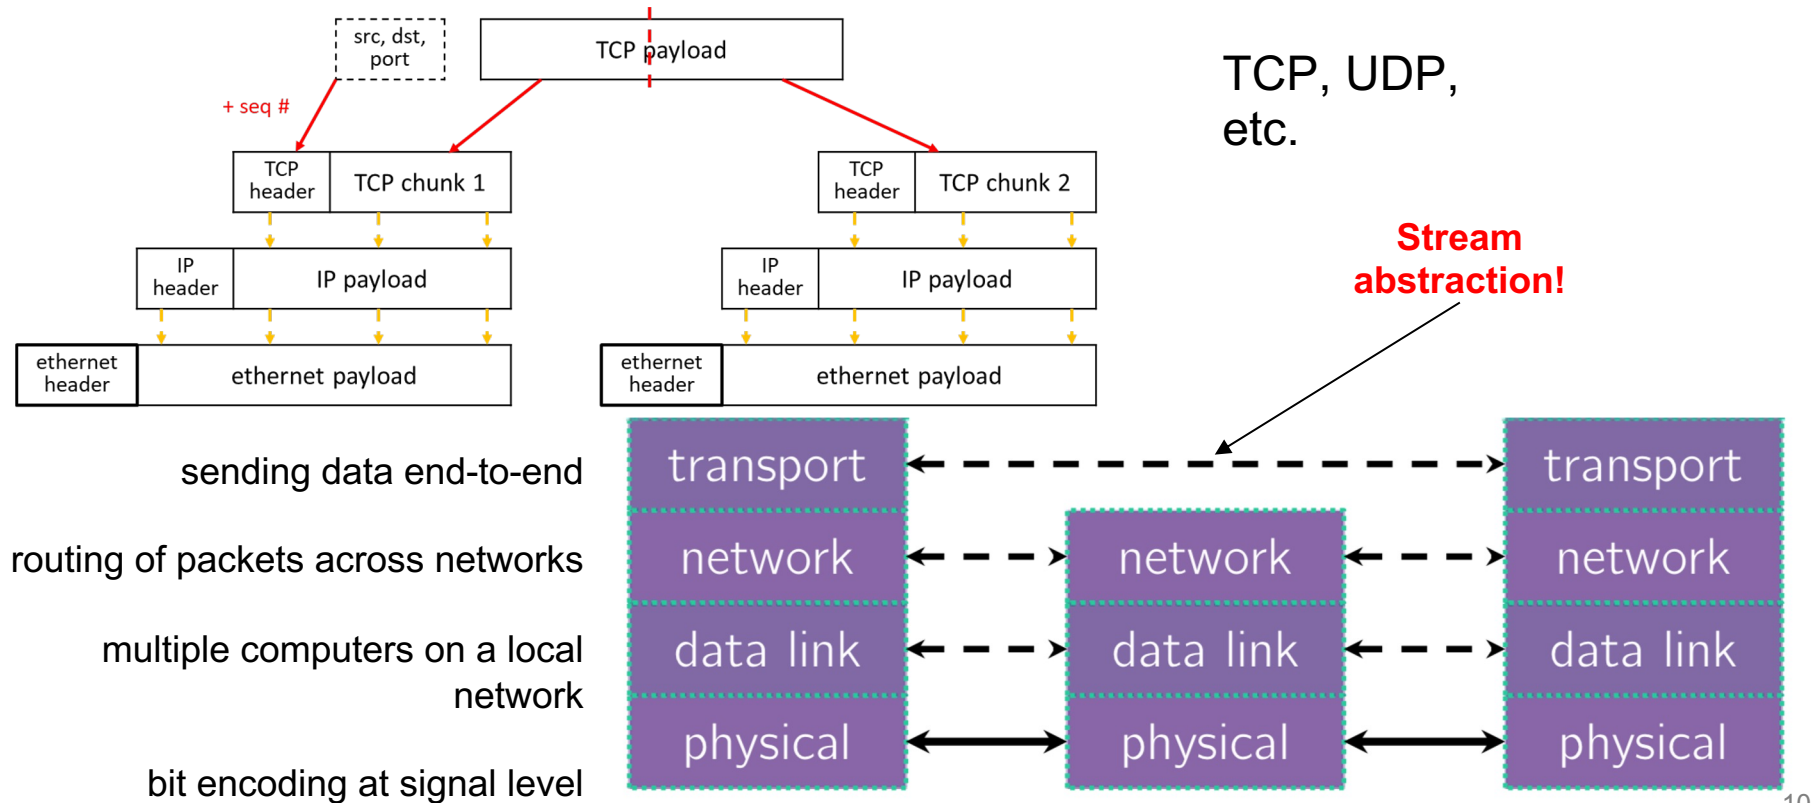 src, dst,
port
TCP payload
TCP, UDP,
etc.
+ seq #
TCP
header
TCP chunk 1
TCP
header
TCP chunk 2
Stream
abstraction!
IP
header
IP payload
IP
header
IP payload
ethernet
header
ethernet payload
ethernet
header
ethernet payload
sending data end-to-end
transport
transport
routing of packets across networks
network
network
network
multiple computers on a local
network
data link
data link
data link
bit encoding at signal level
physical
physical
physical
10